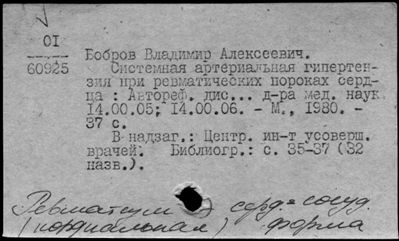 OI
60925
Бобров Владимир Алексеевич.
Системная артериальная гипертен-
зия при ревматических пороках серд-
ца : Автореф. дис... д-ра мед. наук
14.00.05; 14.00.06. - М., 1980. -
37 с.
В надзаг.: Центр. ин-т усоверш.
врачей. Библиогр.: с. 35-37 (32
назв.).
Ревматизм серд = сосуд.
(кардиальная) форма